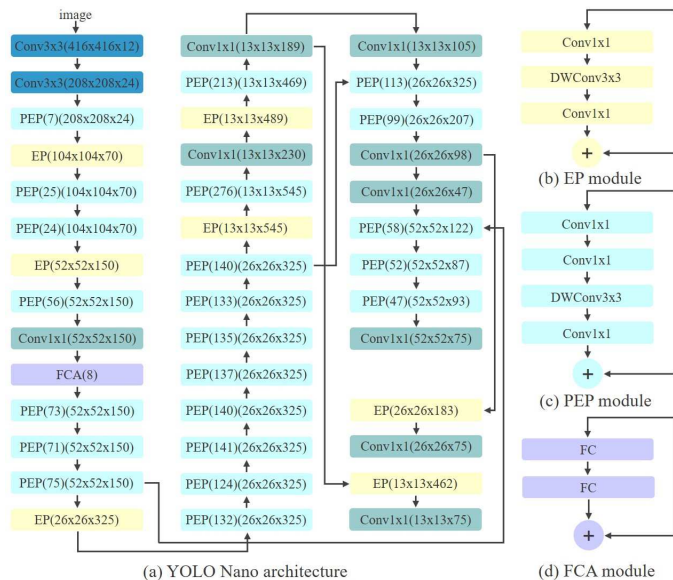 image
Conv3x3(416x416x12)
Conv3x3(208x208x24)
PEP(7)(208x208x24)
EP(104x104x70)
PEP(25)(104x104x70)
PEP(24)(104x104x70)
EP(52x52x150)
PEP(56)(52x52x150)
Conv1x1(52x52x150)
FCA(8)
PEP(73)(52x52x150)
PEP(71)(52x52x150)
PEP(75)(52x52x150)
EP(26x26x325)
Conv1x1(13x13x189)
PEP(213)(13x13x469)
EP(13x13x489)
Conv1x1(13x13x230)
PEP(276)(13x13x545)
EP(13x13x545)
PEP(140)(26x26x325)
PEP(133)(26x26x325)
PEP(135)(26x26x325)
PEP(137)(26x26x325)
PEP(140)(26x26x325)
PEP(141)(26x26x325)
PEP(124)(26x26x325)
PEP(132)(26x26x325)
Conv1x1(13x13x105)
PEP(113)(26x26x325)
PEP(99)(26x26x207)
Conv1x1(26x26x98)
Conv1x1(26x26x47)
PEP(58)(52x52x122)
PEP(52)(52x52x87)
PEP(47)(52x52x93)
Conv1x1(52x52x75)
EP(26x26x183)
Conv1x1(26x26x75)
EP(13x13x462)
Conv1x1(13x13x75)
(a) YOLO Nano architecture
Conv1x1
DWConv3x3
Conv1x1
+
(b) EP module
Conv1x1
Conv1x1
DWConv3x3
Conv1x1
+
(c) PEP module
FC
FC
+
(d) FCA module